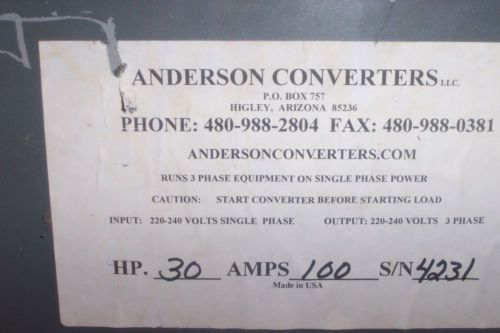 ANDERSON CONVERTERS LLC.
P.O. BOX 757
HIGLEY, ARIZONA 85236
PHONE: 480-988-2804 FAX: 480-988-0381
ANDERSONCONVERTERS.COM
RUNS 3 PHASE EQUIPMENT ON SINGLE PHASE POWER
CAUTION: START CONVERTER BEFORE STARTING LOAD
INPUT: 220-240 VOLTS SINGLE PHASE OUTPUT: 220-240 VOLTS 3 PHASE
HP. 30 AMPS 100 S/N 4231
Made in USA